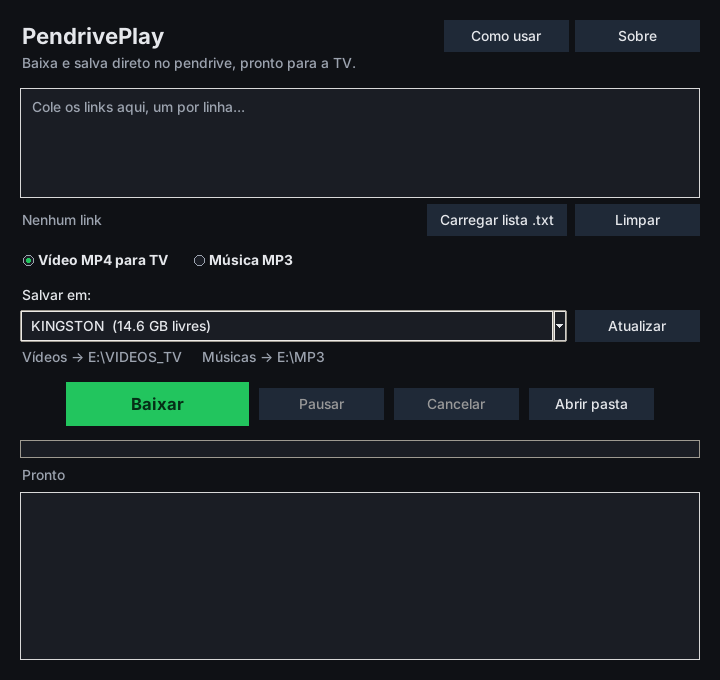 PendrivePlay
Como usar
Sobre
Baixa e salva direto no pendrive, pronto para a TV.
Cole os links aqui, um por linha...
Nenhum link
Carregar lista .txt
Limpar
Vídeo MP4 para TV
Música MP3
Salvar em:
KINGSTON  (14.6 GB livres)
Atualizar
Vídeos → E:\VIDEOS_TV     Músicas → E:\MP3
Baixar
Pausar
Cancelar
Abrir pasta
Pronto